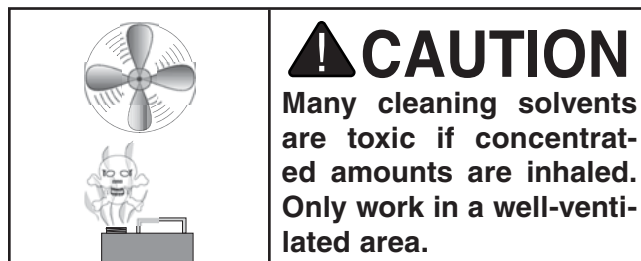 CAUTION
Many cleaning solvents
are toxic if concentrat-
ed amounts are inhaled.
Only work in a well-venti-
lated area.